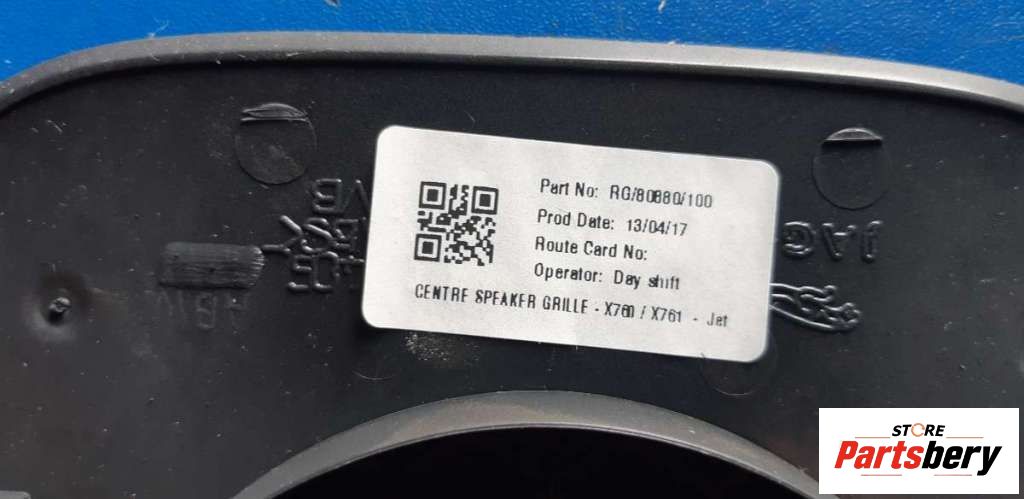 Part No: RG/80880/100
Prod Date: 13/04/17
Route Card No:
Operator: Day shift
CENTRE SPEAKER GRILLE - X760 / X761 - Jet
JAG
STORE
Partsbery